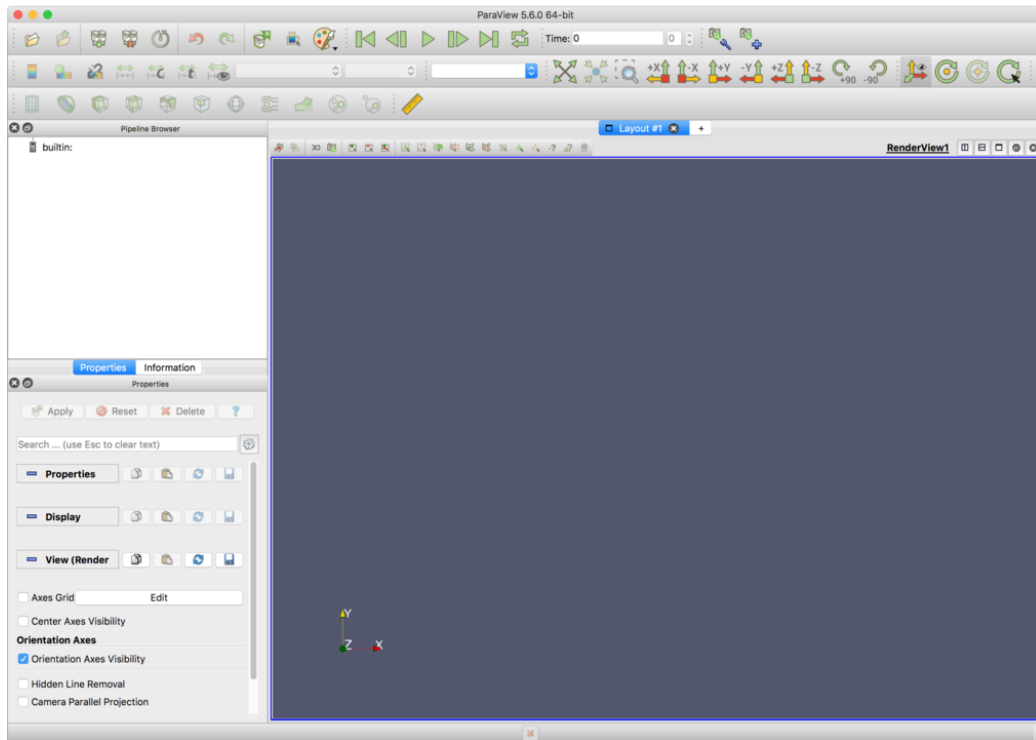 ParaView 5.6.0 64-bit
Time: 0 0
+X -X +Y -Y +Z -Z +90 -90
Pipeline Browser
Layout #1 +
builtin:
3D
RenderView1
Properties Information
Properties
Apply Reset Delete ?
Search ... (use Esc to clear text)
Properties
Display
View (Render
Axes Grid Edit
Center Axes Visibility
Orientation Axes
Orientation Axes Visibility
Hidden Line Removal
Camera Parallel Projection
Y
Z X